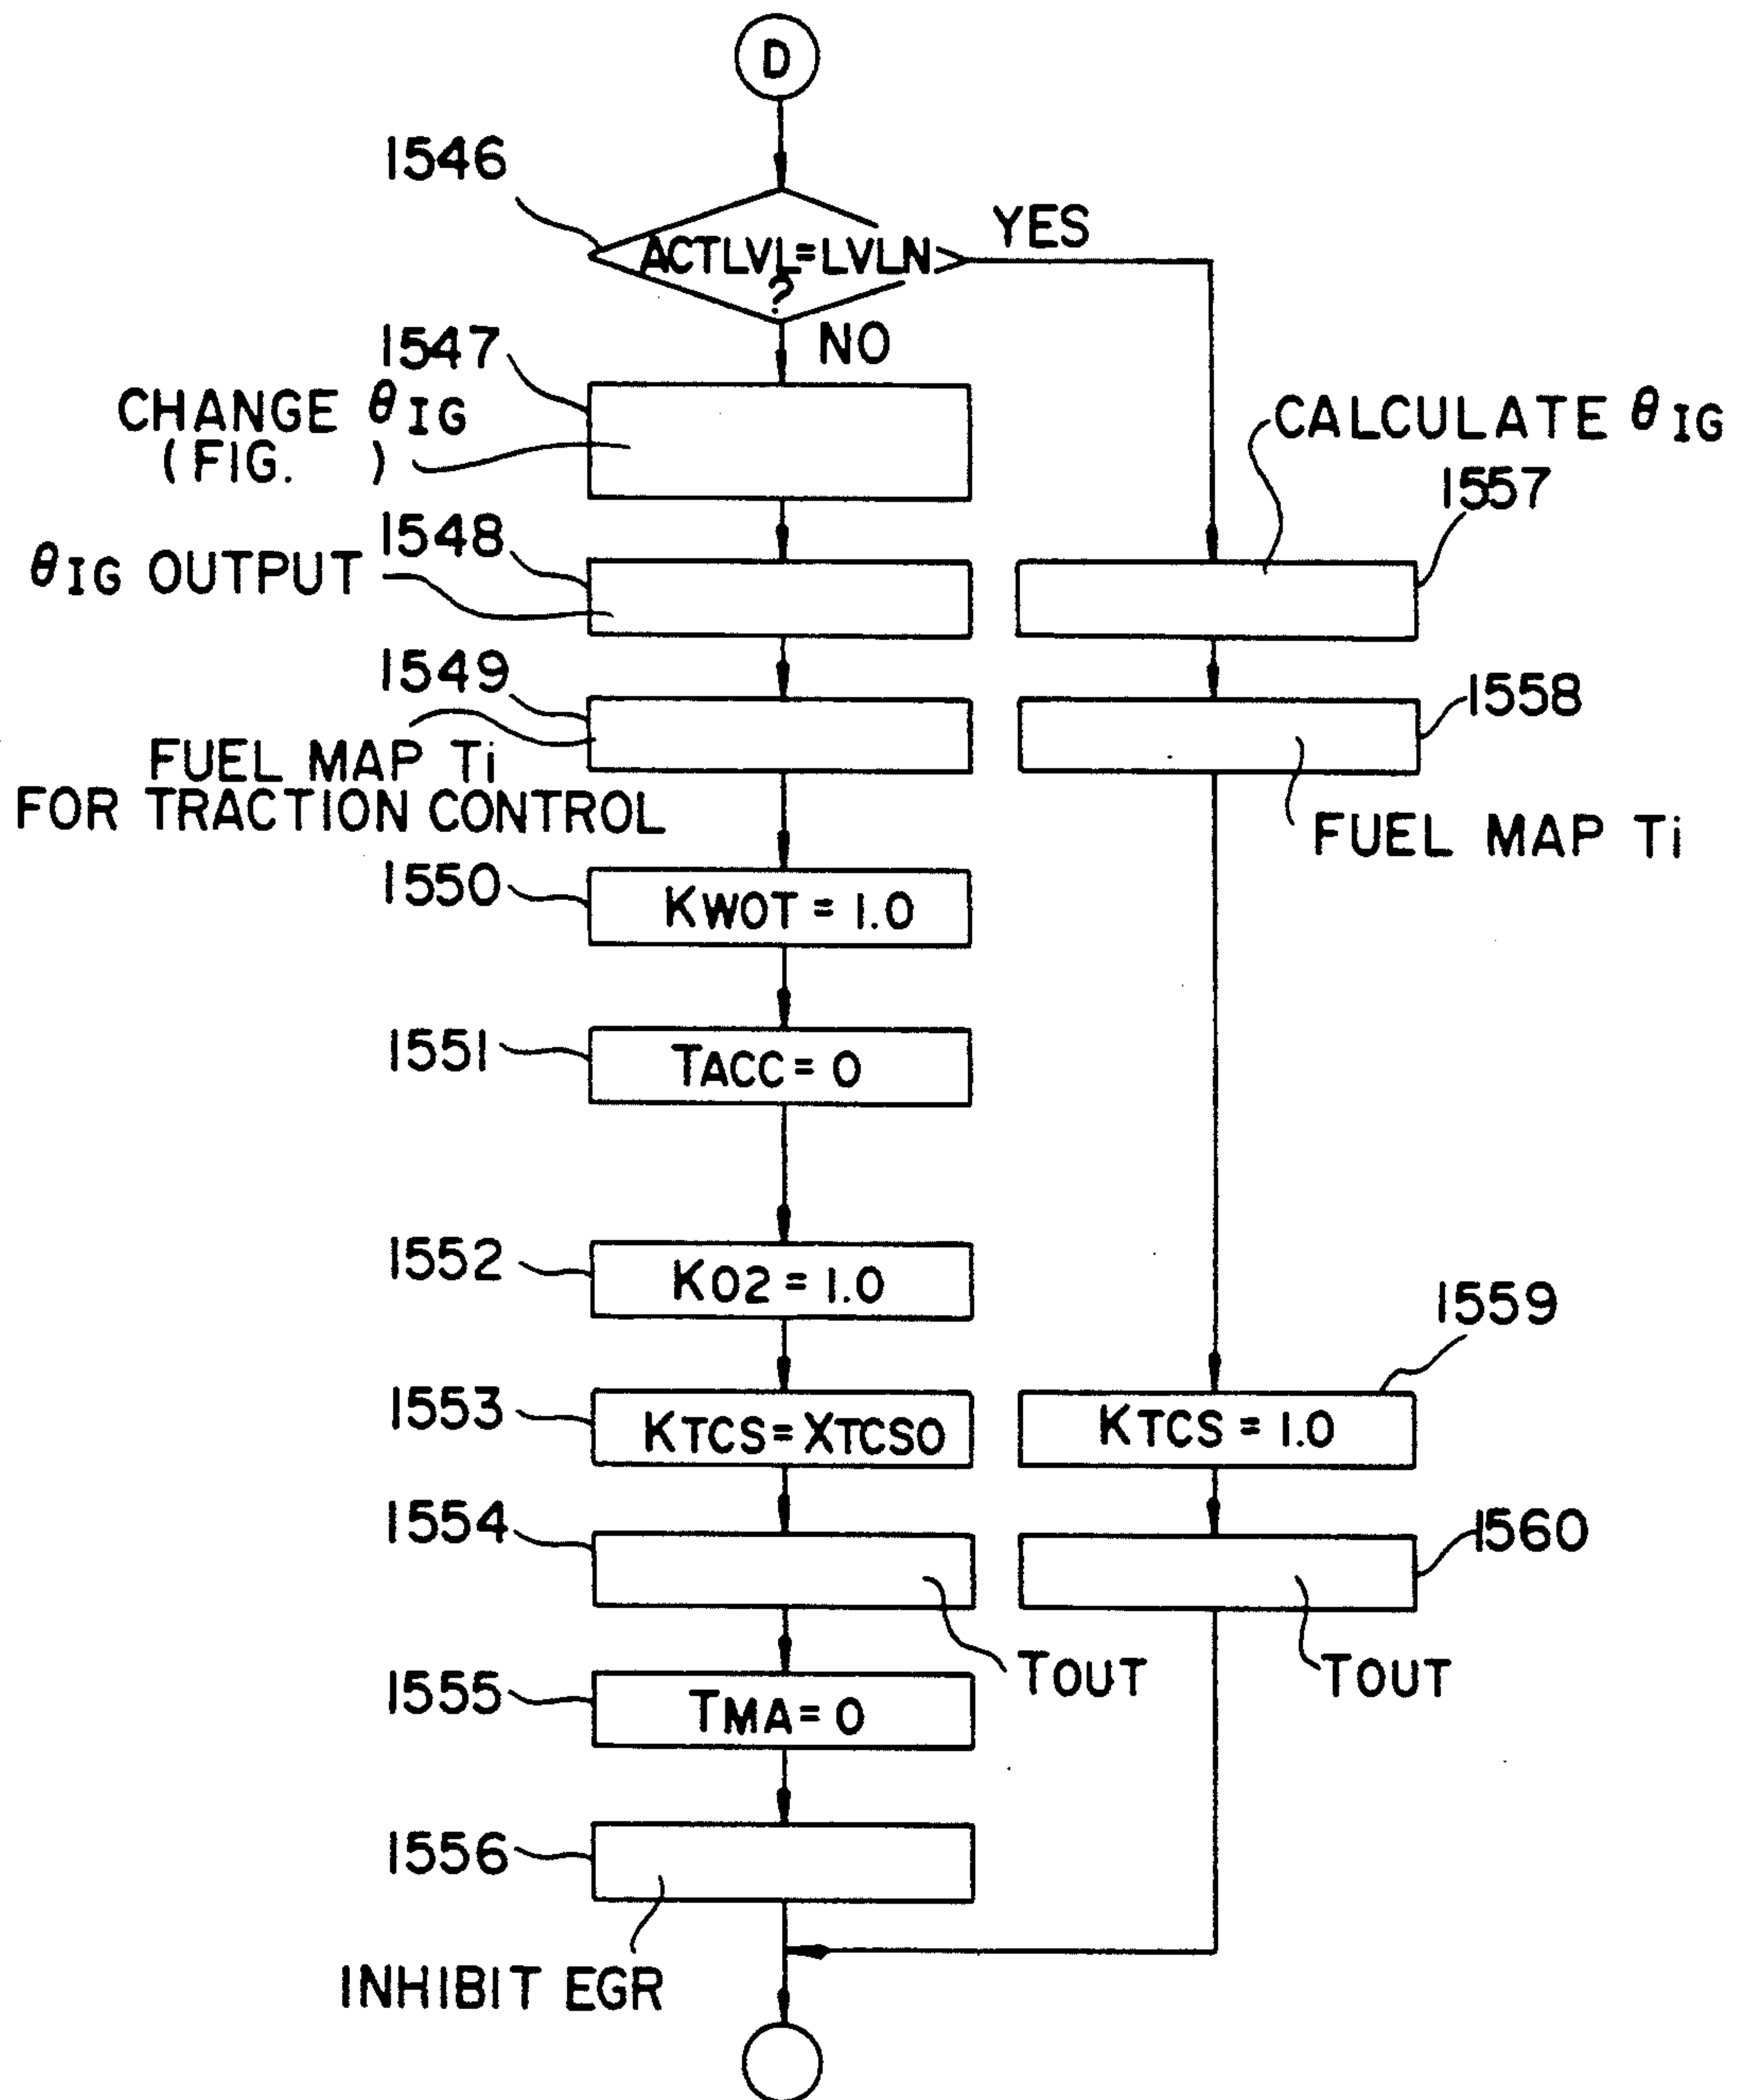 D
1546
ACTLVL=LVLN
?
YES
NO
1547
CHANGE θIG
(FIG. )
CALCULATE θIG
1557
1548
θIG OUTPUT
1549
FUEL MAP Ti
FOR TRACTION CONTROL
1558
FUEL MAP Ti
1550
KWOT = 1.0
1551
TACC = 0
1552
KO2 = 1.0
1559
1553
KTCS = XTCSO
KTCS = 1.0
1554
1560
TOUT
TOUT
1555
TMA = 0
1556
INHIBIT EGR